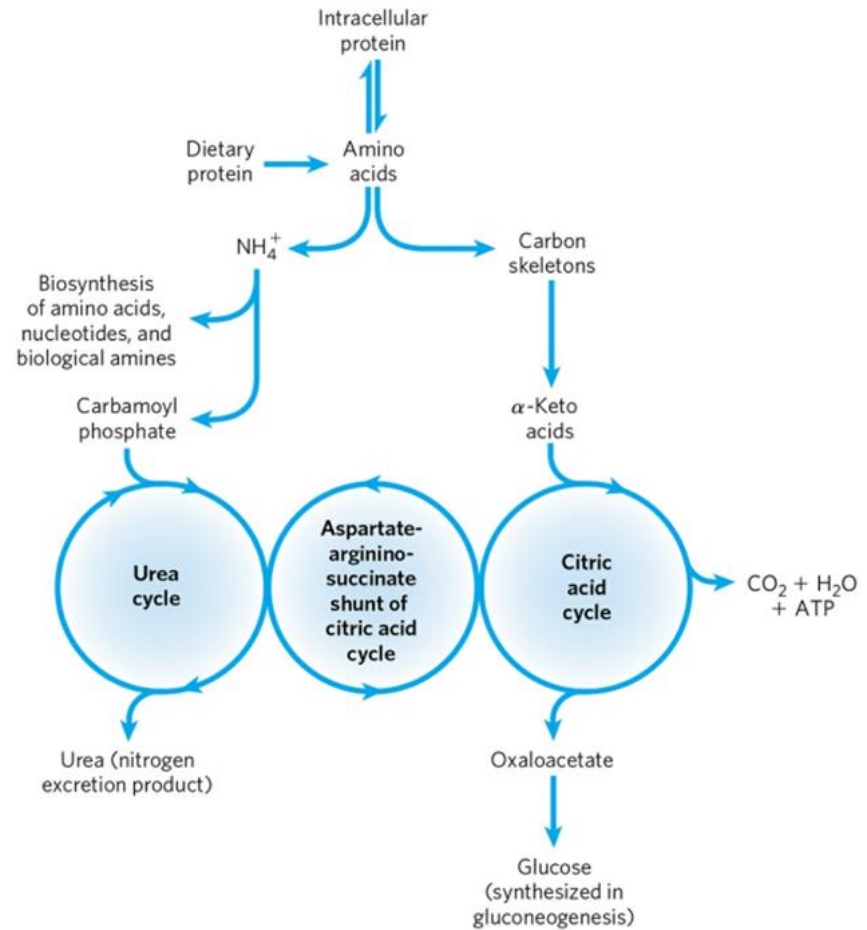 Intracellular
protein
Dietary
protein
Amino
acids
NH₄⁺
Carbon
skeletons
Biosynthesis
of amino acids,
nucleotides, and
biological amines
Carbamoyl
phosphate
α-Keto
acids
Urea
cycle
Aspartate-
arginino-
succinate
shunt of
citric acid
cycle
Citric
acid
cycle
CO₂ + H₂O
+ ATP
Urea (nitrogen
excretion product)
Oxaloacetate
Glucose
(synthesized in
gluconeogenesis)